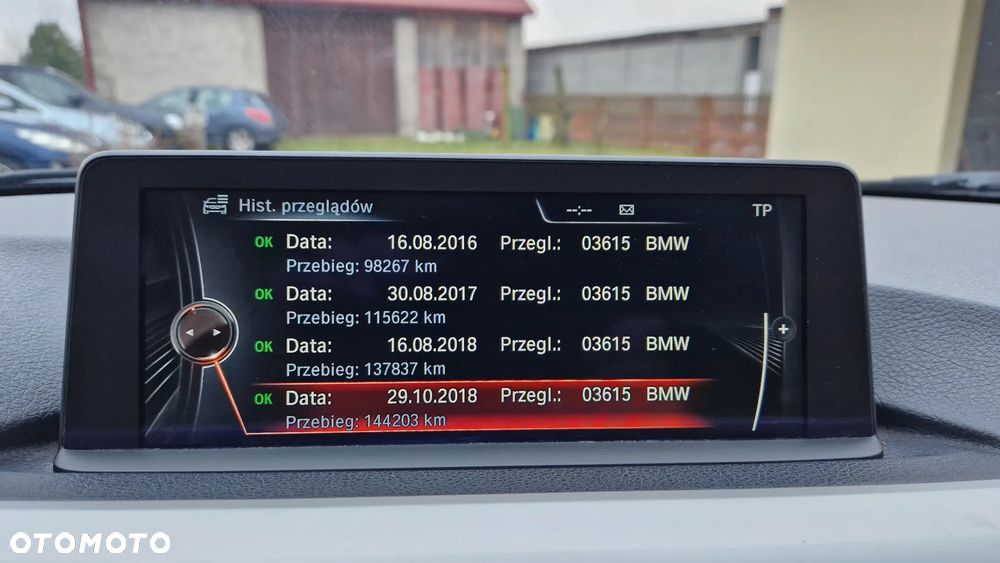 Hist. przeglądów --:-- TP
OK Data: 16.08.2016 Przegl.: 03615 BMW
Przebieg: 98267 km
OK Data: 30.08.2017 Przegl.: 03615 BMW
Przebieg: 115622 km
OK Data: 16.08.2018 Przegl.: 03615 BMW
Przebieg: 137837 km
OK Data: 29.10.2018 Przegl.: 03615 BMW
Przebieg: 144203 km
OTOMOTO